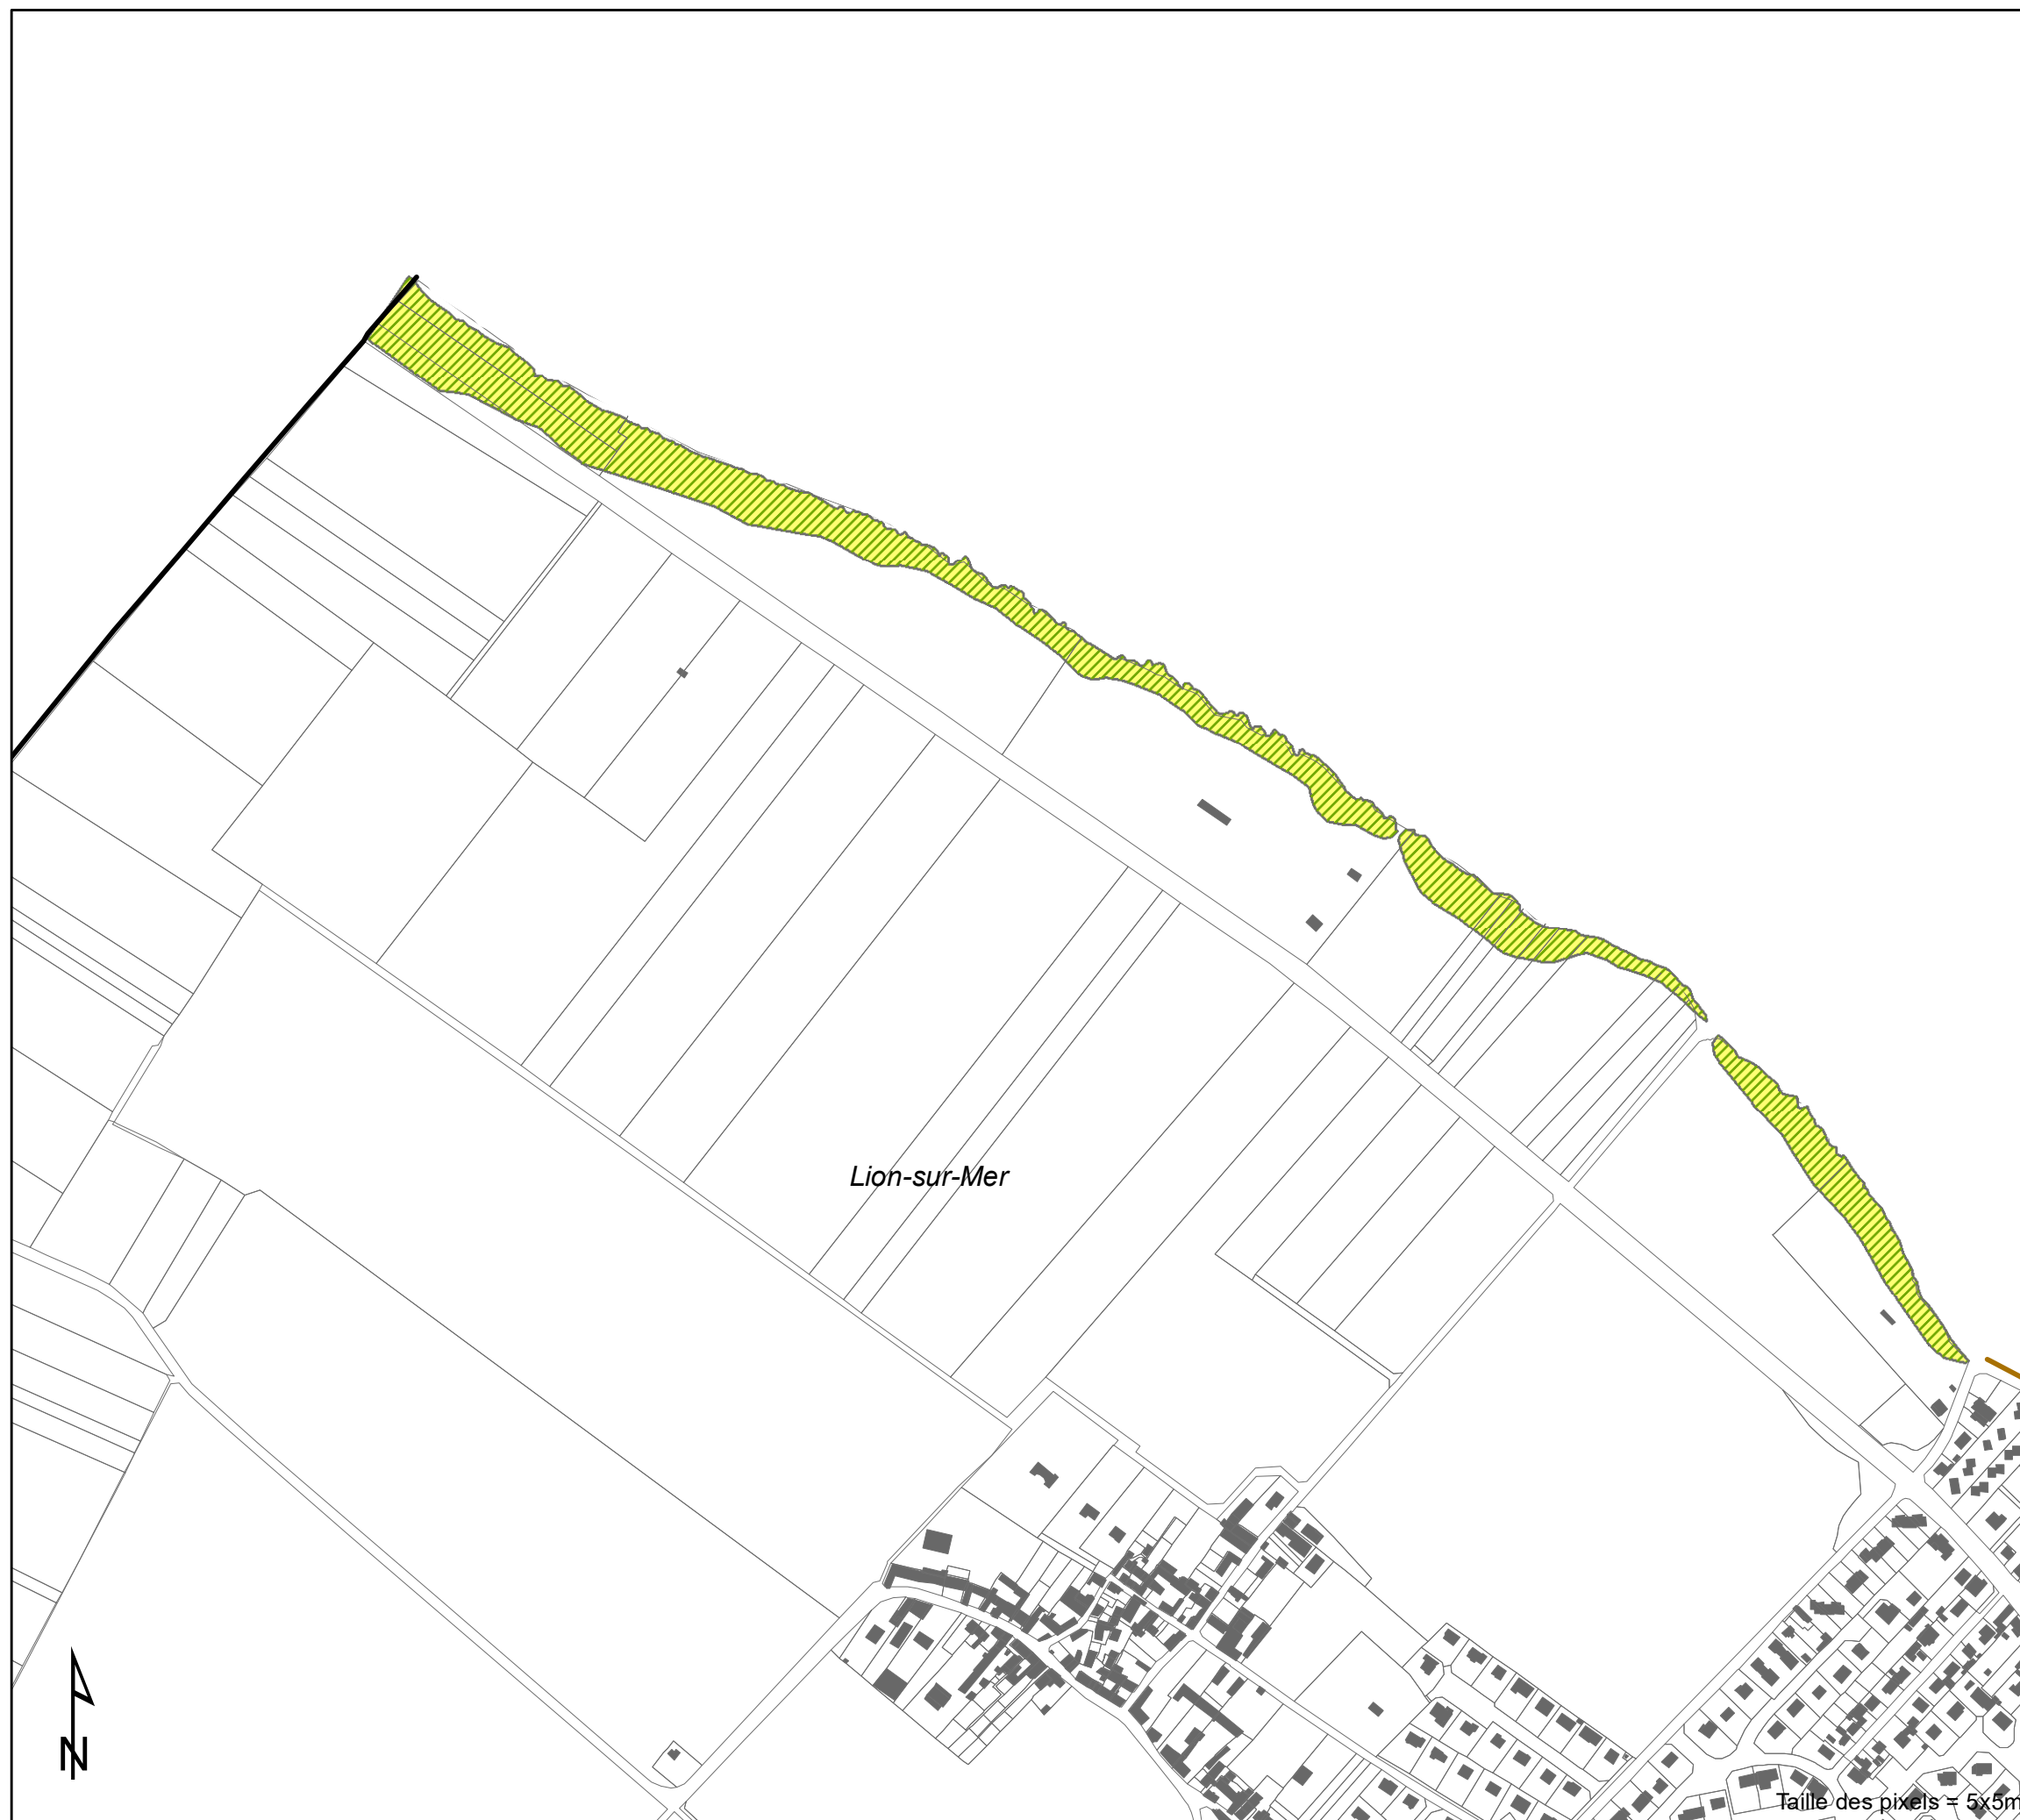 Lion-sur-Mer
N
Taille des pixels = 5x5m